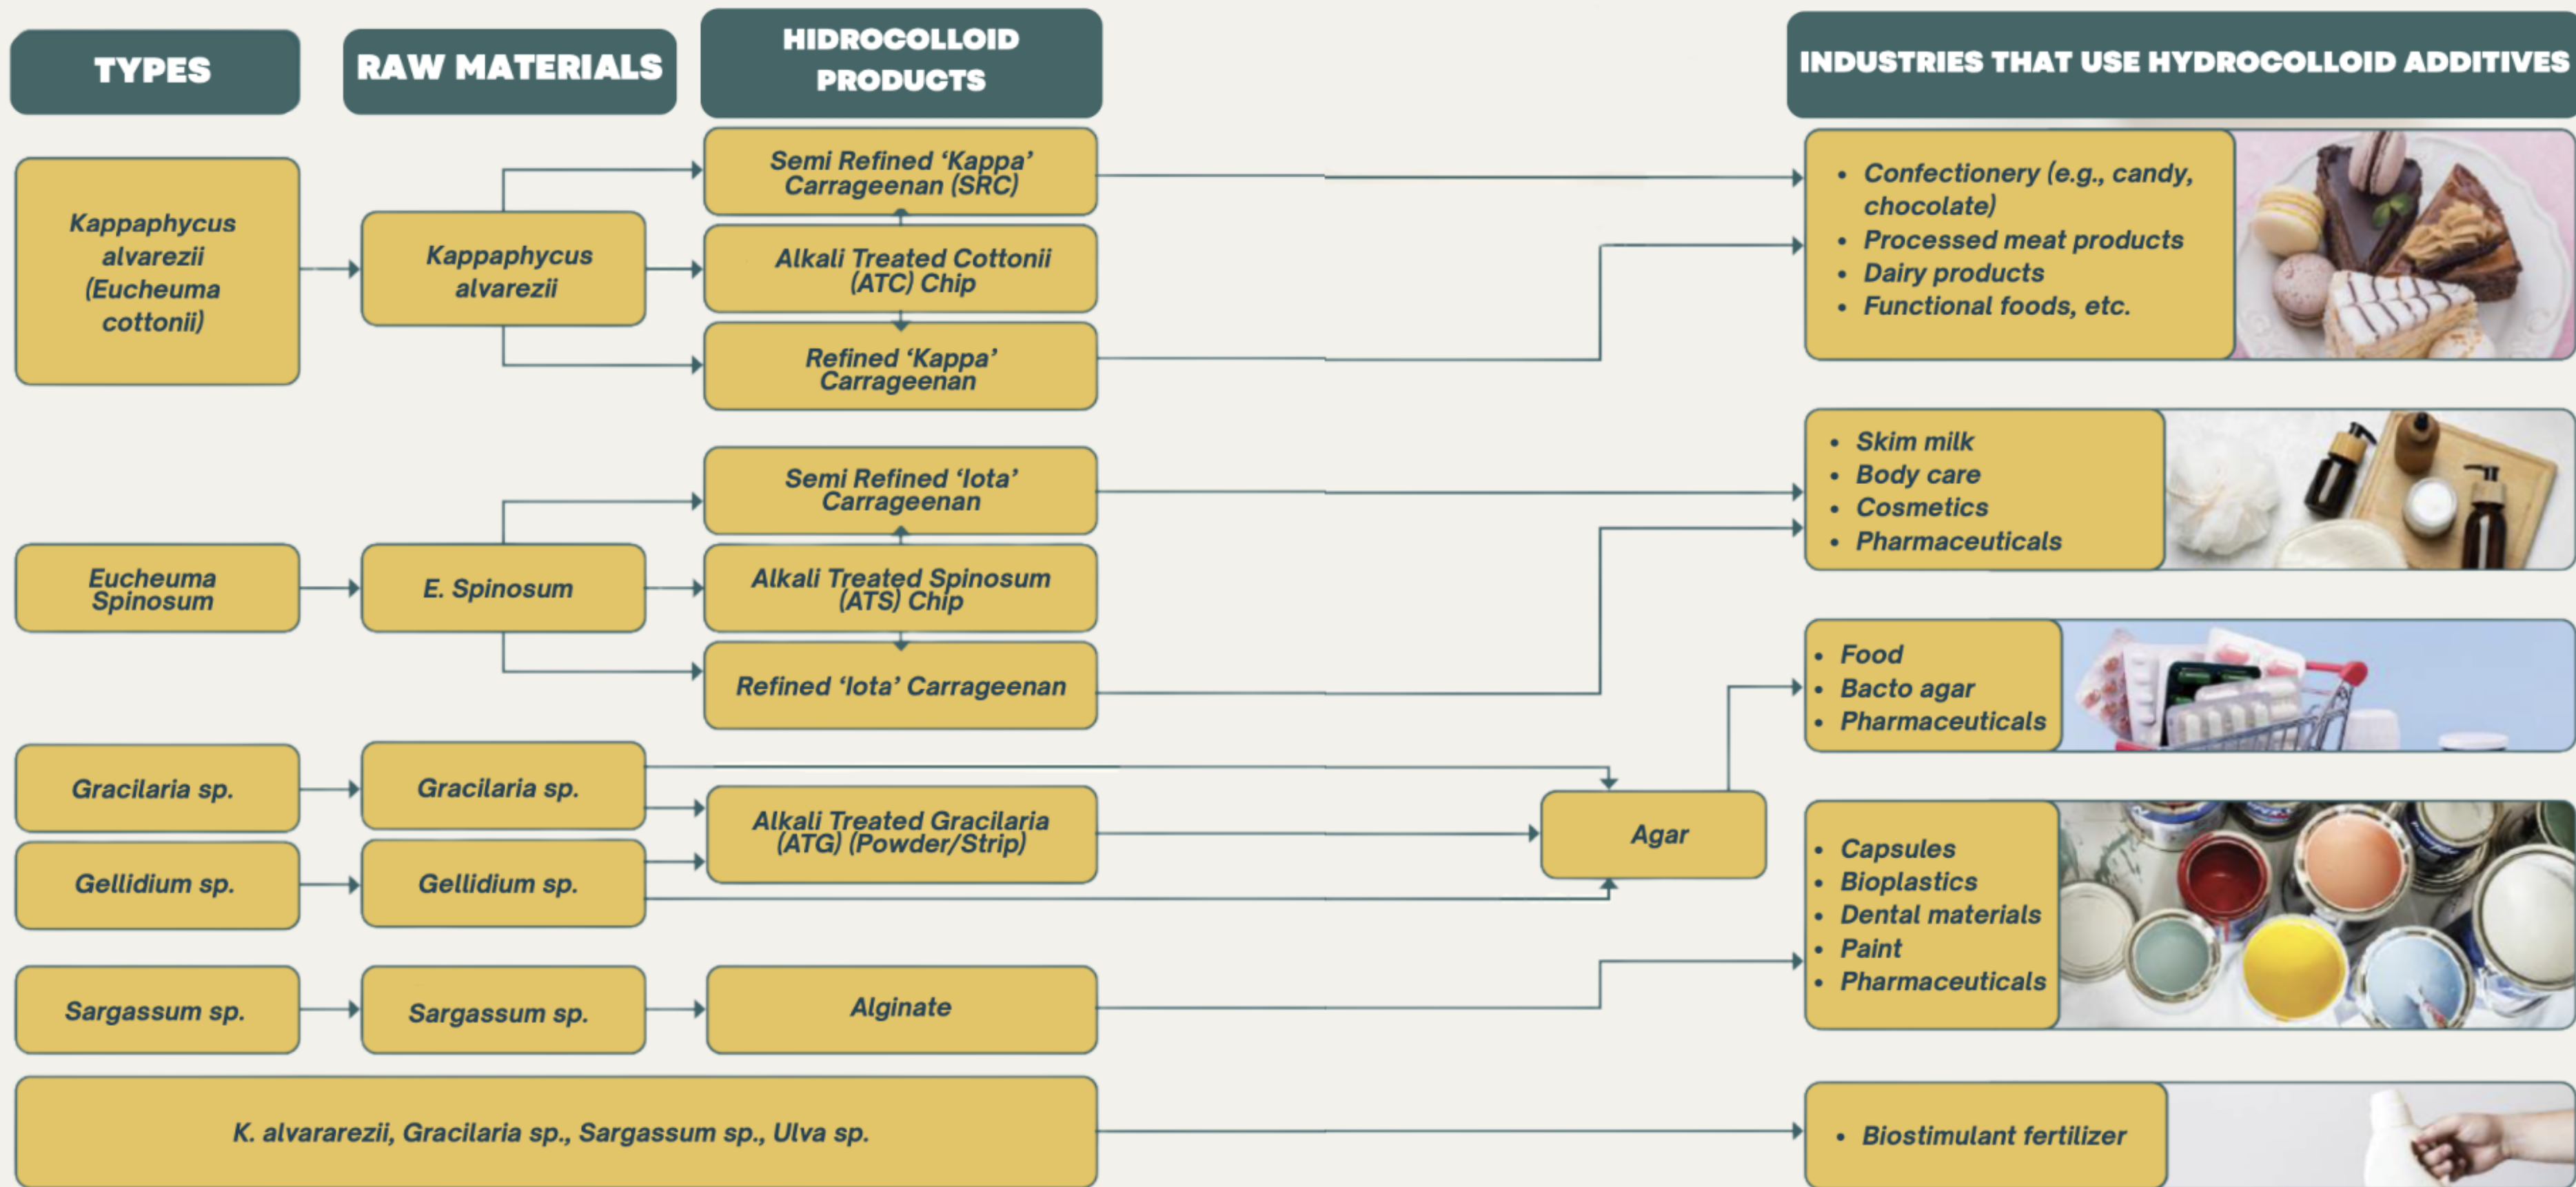 TYPES
RAW MATERIALS
HIDROCOLLOID
PRODUCTS
INDUSTRIES THAT USE HYDROCOLLOID ADDITIVES
Kappaphycus
alvarezii
(Eucheuma
cottonii)
Kappaphycus
alvarezii
Semi Refined ‘Kappa’
Carrageenan (SRC)
Alkali Treated Cottonii
(ATC) Chip
Refined ‘Kappa’
Carrageenan
• Confectionery (e.g., candy,
chocolate)
• Processed meat products
• Dairy products
• Functional foods, etc.
Eucheuma
Spinosum
E. Spinosum
Semi Refined ‘Iota’
Carrageenan
Alkali Treated Spinosum
(ATS) Chip
Refined ‘Iota’ Carrageenan
• Skim milk
• Body care
• Cosmetics
• Pharmaceuticals
Gracilaria sp.
Gracilaria sp.
Gellidium sp.
Gellidium sp.
Alkali Treated Gracilaria
(ATG) (Powder/Strip)
Agar
• Food
• Bacto agar
• Pharmaceuticals
Sargassum sp.
Sargassum sp.
Alginate
• Capsules
• Bioplastics
• Dental materials
• Paint
• Pharmaceuticals
K. alvararezii, Gracilaria sp., Sargassum sp., Ulva sp.
• Biostimulant fertilizer